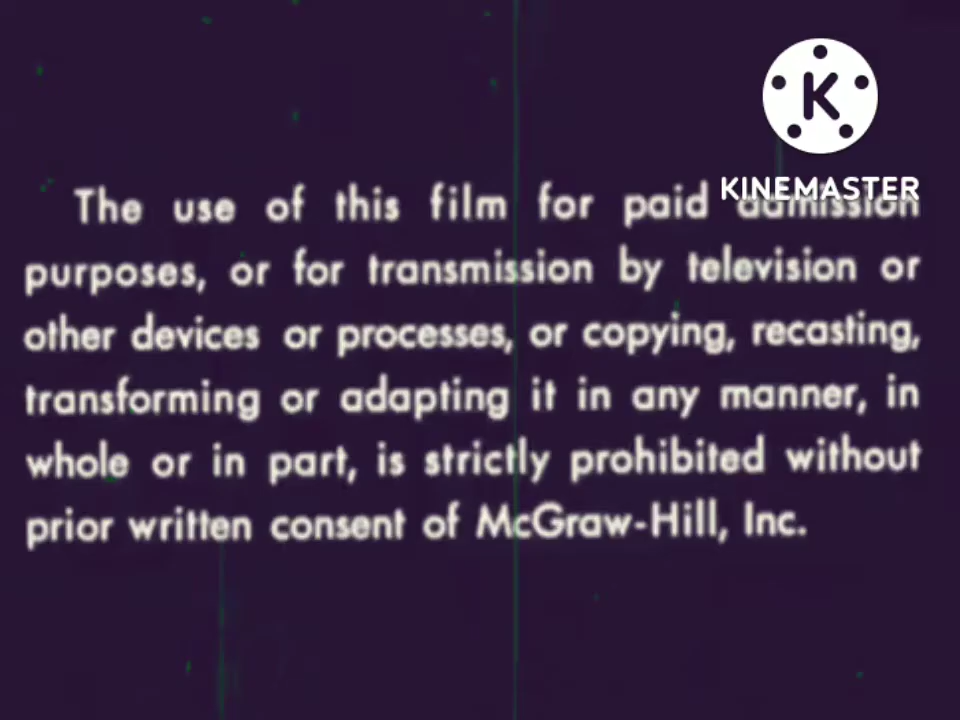 K
KINEMASTER
The use of this film for paid admission
purposes, or for transmission by television or
other devices or processes, or copying, recasting,
transforming or adapting it in any manner, in
whole or in part, is strictly prohibited without
prior written consent of McGraw-Hill, Inc.